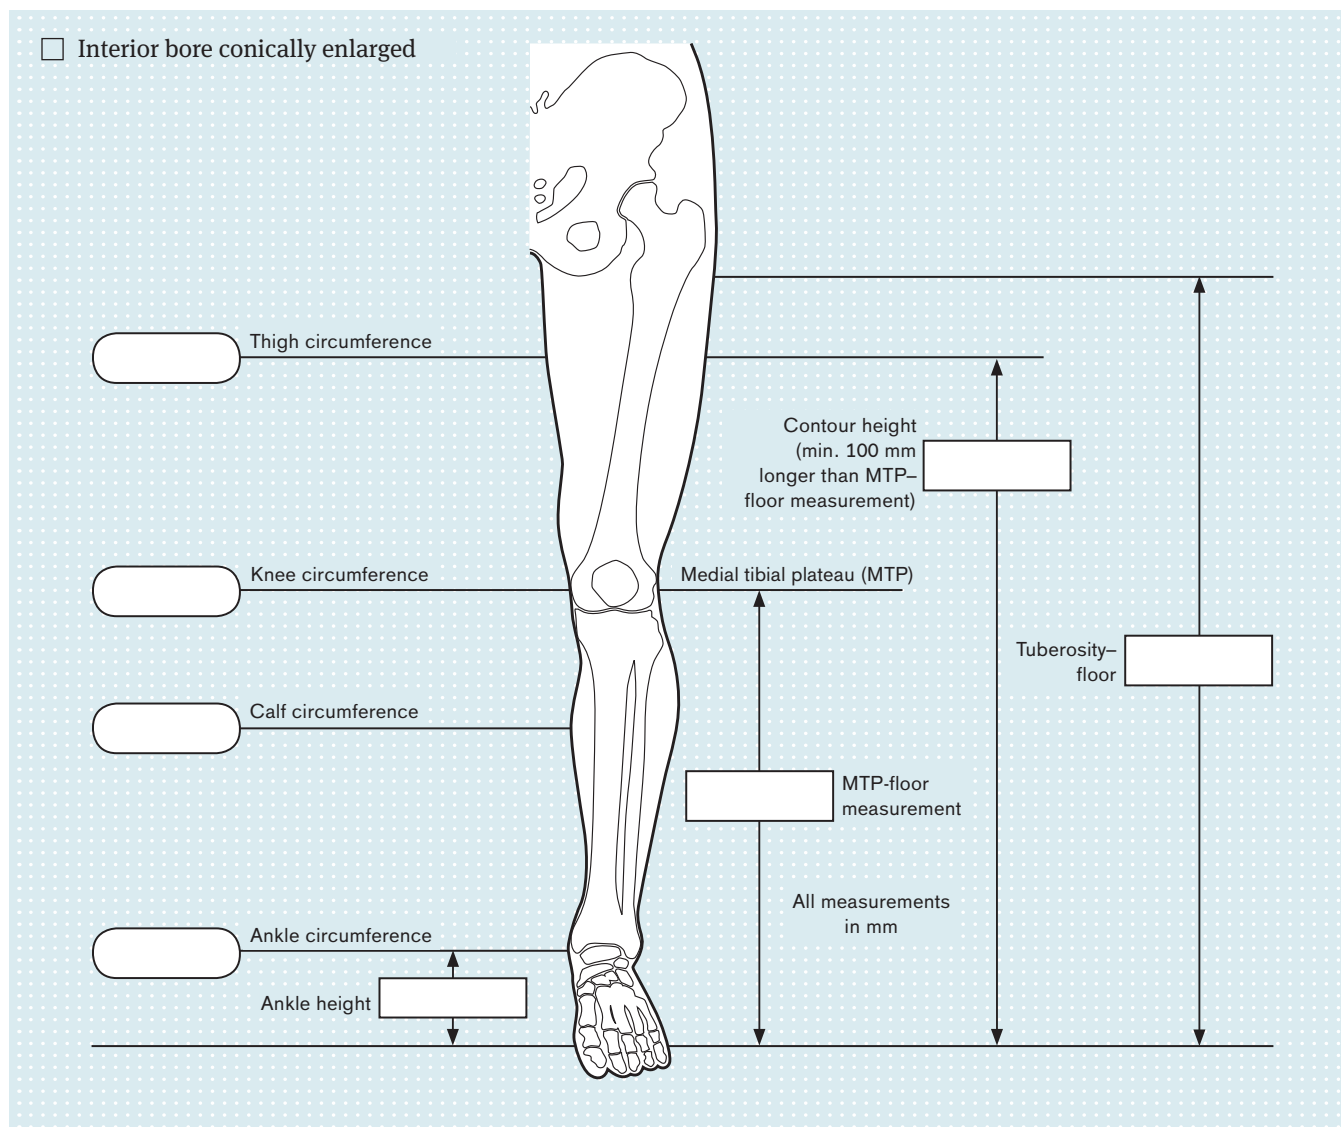 Interior bore conically enlarged
Thigh circumference
Contour height
(min. 100 mm
longer than MTP–
floor measurement)
Knee circumference
Medial tibial plateau (MTP)
Tuberosity–
floor
Calf circumference
MTP-floor
measurement
All measurements
in mm
Ankle circumference
Ankle height